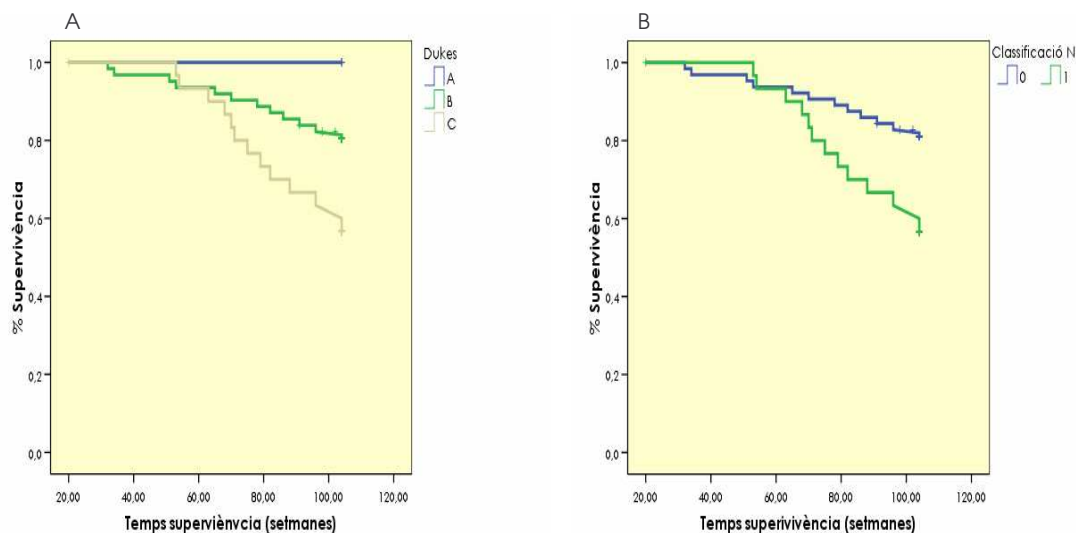 A
Dukes
A
B
C
1,0
0,8
0,6
0,4
0,2
0,0
% Supervivència
20,00 40,00 60,00 80,00 100,00 120,00
Temps superviènvcia (setmanes)
B
Classificació N
0 1
1,0
0,8
0,6
0,4
0,2
0,0
% Supervivència
20,00 40,00 60,00 80,00 100,00 120,00
Temps superivivència (setmanes)